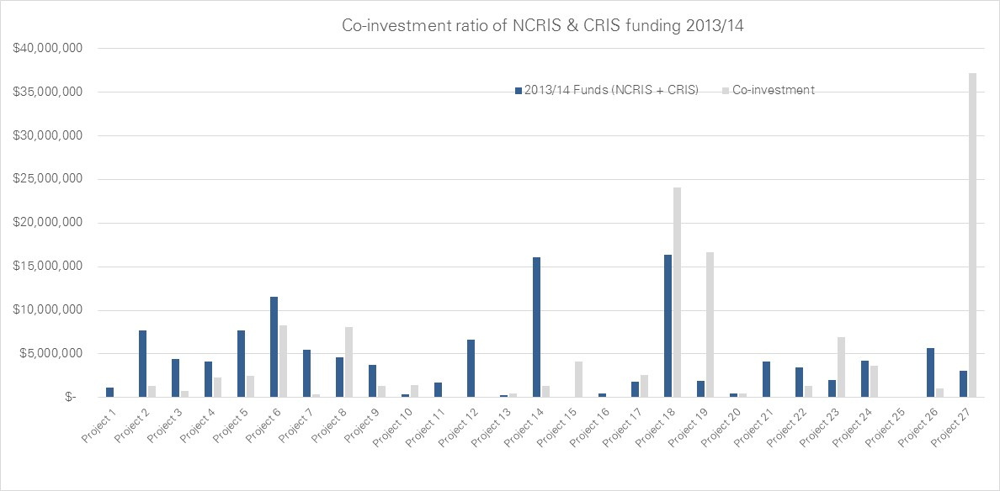 Co-investment ratio of NCRIS & CRIS funding 2013/14
$40,000,000
$35,000,000
$30,000,000
$25,000,000
$20,000,000
$15,000,000
$10,000,000
$5,000,000
$-
2013/14 Funds (NCRIS + CRIS)
Co-investment
Project 1
Project 2
Project 3
Project 4
Project 5
Project 6
Project 7
Project 8
Project 9
Project 10
Project 11
Project 12
Project 13
Project 14
Project 15
Project 16
Project 17
Project 18
Project 19
Project 20
Project 21
Project 22
Project 23
Project 24
Project 25
Project 26
Project 27